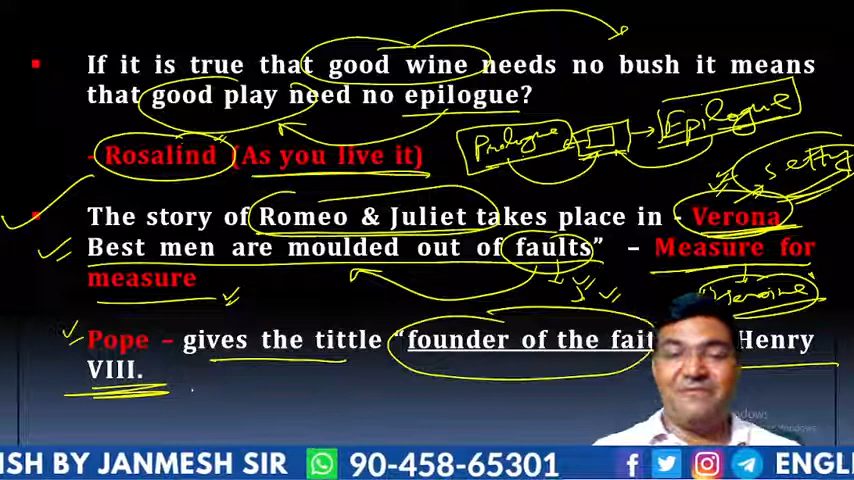 If it is true that good wine needs no bush it means
that good play need no epilogue?
Prologue
Epilogue
- Rosalind (As you live it)
setting
The story of Romeo & Juliet takes place in - Verona
Best men are moulded out of faults" - Measure for
measure
Pope - gives the tittle "founder of the fait Henry
VIII.
ISH BY JANMESH SIR 90-458-65301 ENGL